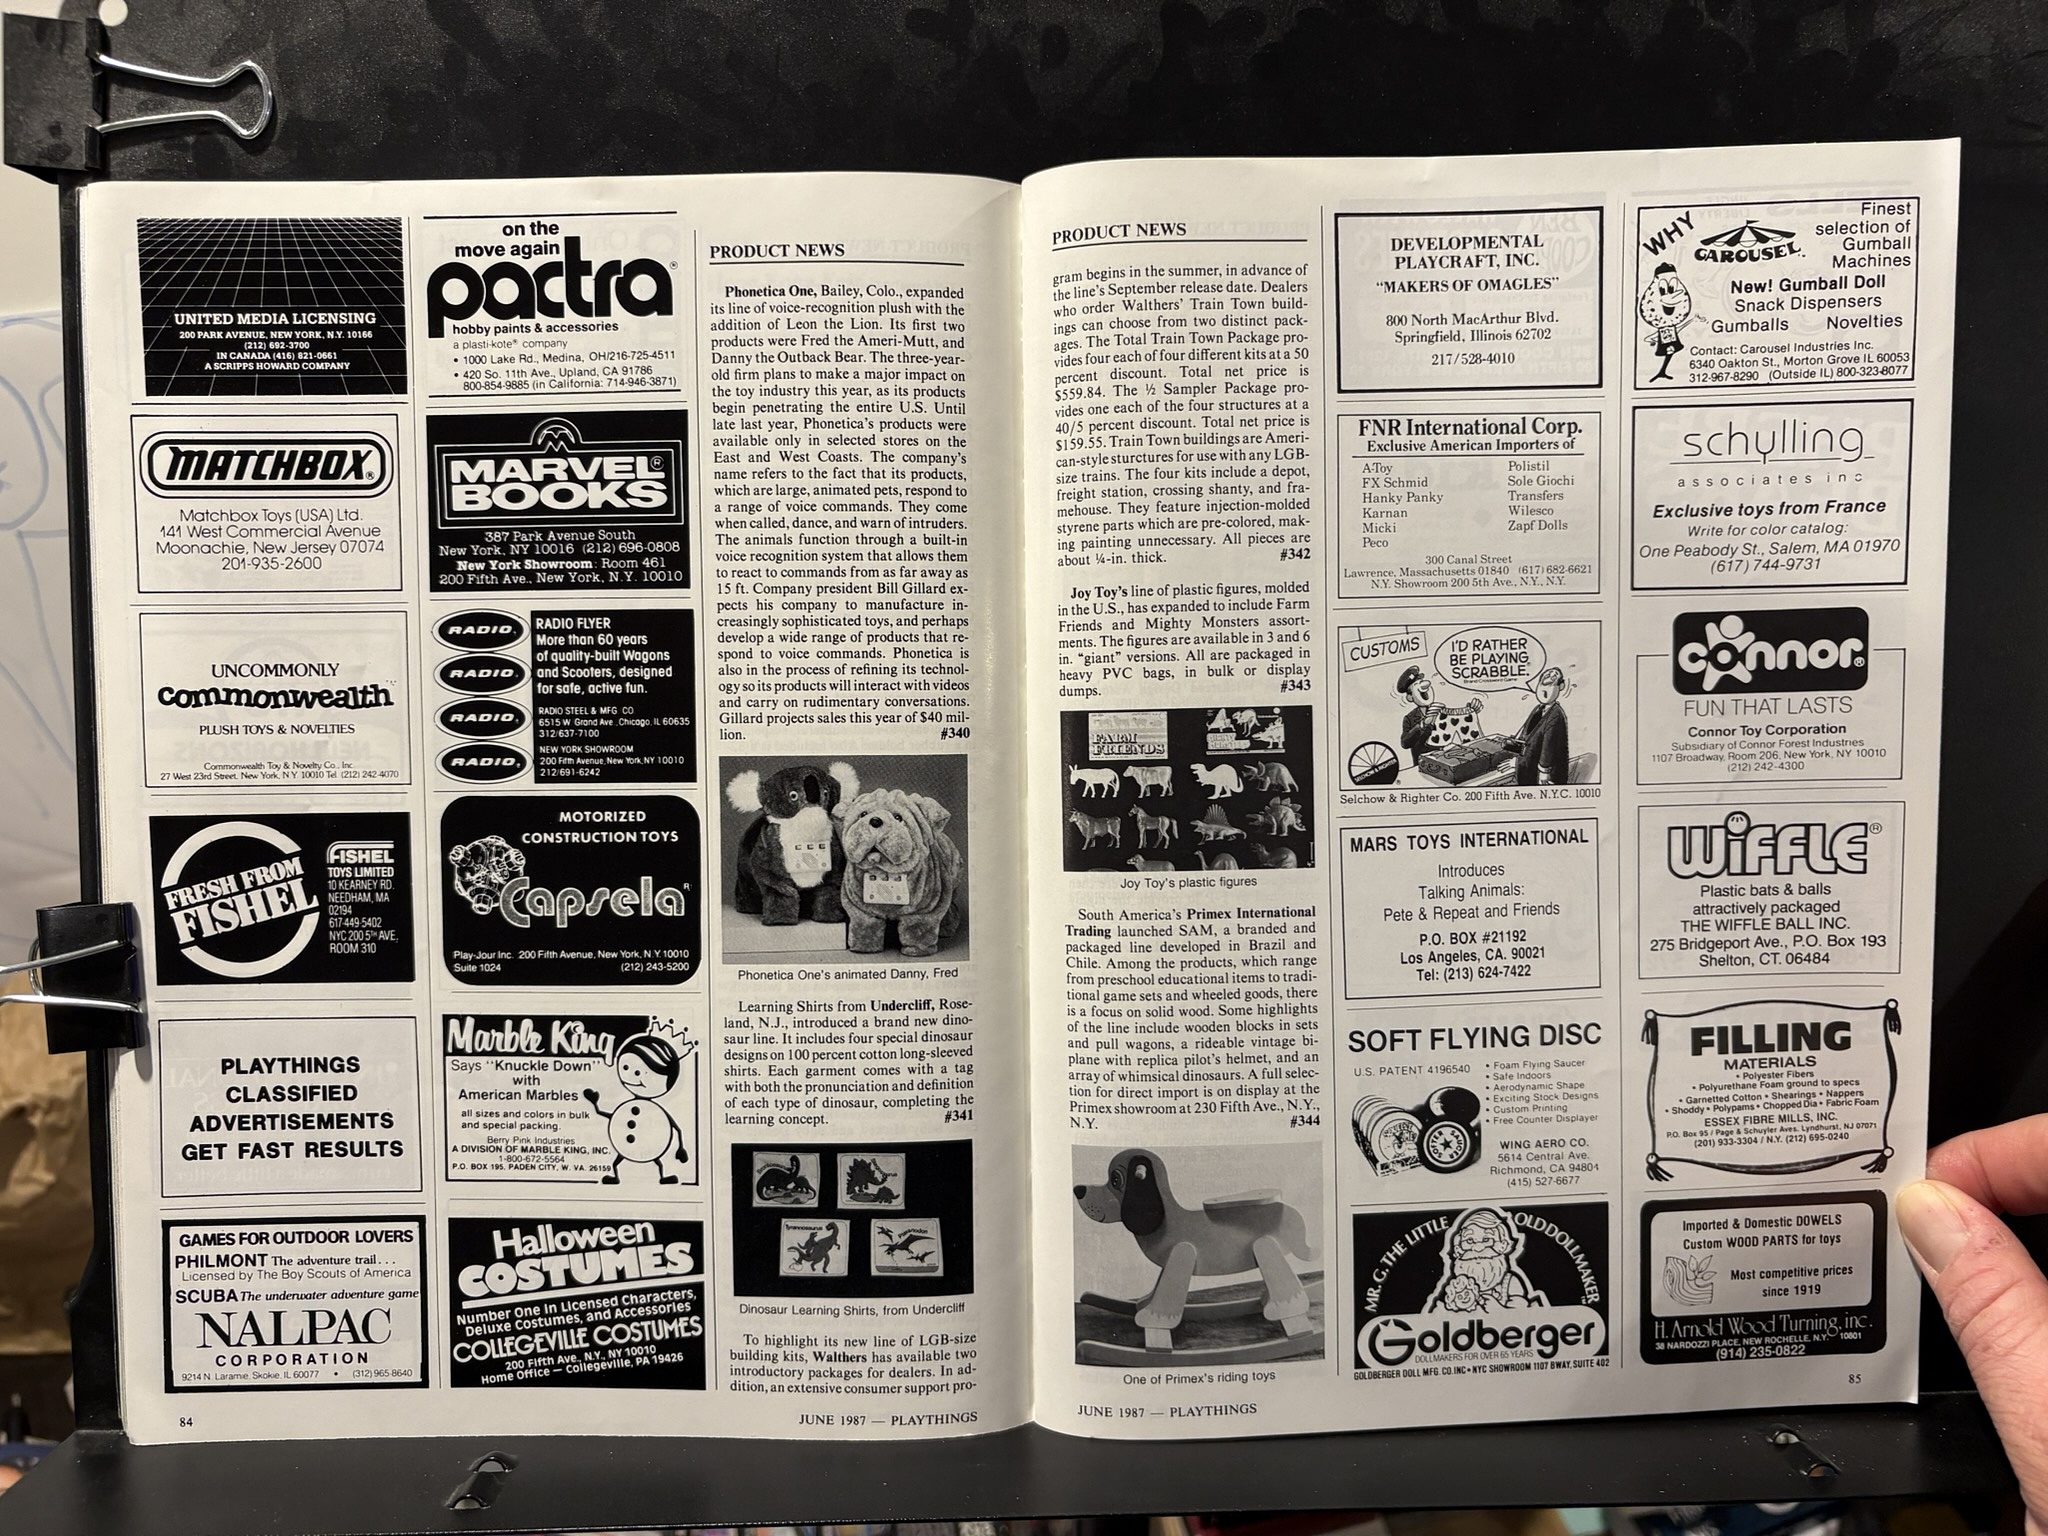 UNITED MEDIA LICENSING
200 PARK AVENUE, NEW YORK, N.Y. 10166
(212) 692-3700
IN CANADA (416) 821-0661
A SCRIPPS HOWARD COMPANY
MATCHBOX®
Matchbox Toys (USA) Ltd.
141 West Commercial Avenue
Moonachie, New Jersey 07074
201-935-2600
UNCOMMONLY
commonwealth
PLUSH TOYS & NOVELTIES
Commonwealth Toy & Novelty Co., Inc.
27 West 23rd Street, New York, N.Y. 10010 Tel. (212) 242-4070
FRESH FROM
FISHEL
FISHEL
TOYS LIMITED
10 KEARNEY RD.
NEEDHAM, MA
02194
617-449-5402
NYC 200 5TH AVE,
ROOM 310
PLAYTHINGS
CLASSIFIED
ADVERTISEMENTS
GET FAST RESULTS
GAMES FOR OUTDOOR LOVERS
PHILMONT The adventure trail . . .
Licensed by The Boy Scouts of America
SCUBA The underwater adventure game
NALPAC
CORPORATION
9214 N. Laramie, Skokie, IL 60077 • (312) 965 8640
84
on the
move again
pactra®
hobby paints & accessories
a plasti-kote® company
• 1000 Lake Rd., Medina, OH/216-725-4511
• 420 So. 11th Ave., Upland, CA 91786
800-854-9885 (in California: 714-946-3871)
MARVEL®
BOOKS
387 Park Avenue South
New York, NY 10016 (212) 696-0808
New York Showroom: Room 461
200 Fifth Ave., New York, N.Y. 10010
RADIO.
RADIO.
RADIO.
RADIO.
RADIO FLYER
More than 60 years
of quality-built Wagons
and Scooters, designed
for safe, active fun.
RADIO STEEL & MFG CO
6515 W Grand Ave., Chicago, IL 60635
312/637-7100
NEW YORK SHOWROOM
200 Fifth Avenue, New York, NY 10010
212/691-6242
MOTORIZED
CONSTRUCTION TOYS
Capsela®
Play-Jour Inc. 200 Fifth Avenue, New York, N.Y. 10010
Suite 1024 (212) 243-5200
Marble King
Says "Knuckle Down"
with
American Marbles
all sizes and colors in bulk
and special packing.
Berry Pink Industries
A DIVISION OF MARBLE KING, INC.
1-800-672-5564
P.O. BOX 195, PADEN CITY, W. VA. 26159
Halloween
COSTUMES
Number One In Licensed Characters,
Deluxe Costumes, and Accessories
COLLEGEVILLE COSTUMES
200 Fifth Ave., N.Y., NY 10010
Home Office — Collegeville, PA 19426
PRODUCT NEWS
Phonetica One, Bailey, Colo., expanded
its line of voice-recognition plush with the
addition of Leon the Lion. Its first two
products were Fred the Ameri-Mutt, and
Danny the Outback Bear. The three-year-
old firm plans to make a major impact on
the toy industry this year, as its products
begin penetrating the entire U.S. Until
late last year, Phonetica's products were
available only in selected stores on the
East and West Coasts. The company's
name refers to the fact that its products,
which are large, animated pets, respond to
a range of voice commands. They come
when called, dance, and warn of intruders.
The animals function through a built-in
voice recognition system that allows them
to react to commands from as far away as
15 ft. Company president Bill Gillard ex-
pects his company to manufacture in-
creasingly sophisticated toys, and perhaps
develop a wide range of products that re-
spond to voice commands. Phonetica is
also in the process of refining its technol-
ogy so its products will interact with videos
and carry on rudimentary conversations.
Gillard projects sales this year of $40 mil-
lion. #340
Phonetica One's animated Danny, Fred
Learning Shirts from Undercliff, Rose-
land, N.J., introduced a brand new dino-
saur line. It includes four special dinosaur
designs on 100 percent cotton long-sleeved
shirts. Each garment comes with a tag
with both the pronunciation and definition
of each type of dinosaur, completing the
learning concept. #341
Dinosaur Learning Shirts, from Undercliff
To highlight its new line of LGB-size
building kits, Walthers has available two
introductory packages for dealers. In ad-
dition, an extensive consumer support pro-
JUNE 1987 — PLAYTHINGS
PRODUCT NEWS
gram begins in the summer, in advance of
the line's September release date. Dealers
who order Walthers' Train Town build-
ings can choose from two distinct pack-
ages. The Total Train Town Package pro-
vides four each of four different kits at a 50
percent discount. Total net price is
$559.84. The ½ Sampler Package pro-
vides one each of the four structures at a
40/5 percent discount. Total net price is
$159.55. Train Town buildings are Ameri-
can-style sturctures for use with any LGB-
size trains. The four kits include a depot,
freight station, crossing shanty, and fra-
mehouse. They feature injection-molded
styrene parts which are pre-colored, mak-
ing painting unnecessary. All pieces are
about ¼-in. thick. #342
Joy Toy's line of plastic figures, molded
in the U.S., has expanded to include Farm
Friends and Mighty Monsters assort-
ments. The figures are available in 3 and 6
in. "giant" versions. All are packaged in
heavy PVC bags, in bulk or display
dumps. #343
FARM
FRIENDS
Joy Toy's plastic figures
South America's Primex International
Trading launched SAM, a branded and
packaged line developed in Brazil and
Chile. Among the products, which range
from preschool educational items to tradi-
tional game sets and wheeled goods, there
is a focus on solid wood. Some highlights
of the line include wooden blocks in sets
and pull wagons, a rideable vintage bi-
plane with replica pilot's helmet, and an
array of whimsical dinosaurs. A full selec-
tion for direct import is on display at the
Primex showroom at 230 Fifth Ave., N.Y.,
N.Y. #344
One of Primex's riding toys
JUNE 1987 — PLAYTHINGS
DEVELOPMENTAL
PLAYCRAFT, INC.
"MAKERS OF OMAGLES"
800 North MacArthur Blvd.
Springfield, Illinois 62702
217/528-4010
FNR International Corp.
Exclusive American Importers of
A-Toy
FX Schmid
Hanky Panky
Karnan
Micki
Peco
Polistil
Sole Giochi
Transfers
Wilesco
Zapf Dolls
300 Canal Street
Lawrence, Massachusetts 01840 (617) 682-6621
N.Y. Showroom 200 5th Ave., N.Y., N.Y.
CUSTOMS
I'D RATHER
BE PLAYING
SCRABBLE.
SELCHOW & RIGHTER
Selchow & Righter Co. 200 Fifth Ave. N.Y.C. 10010
MARS TOYS INTERNATIONAL
Introduces
Talking Animals:
Pete & Repeat and Friends
P.O. BOX #21192
Los Angeles, CA. 90021
Tel: (213) 624-7422
SOFT FLYING DISC
U.S. PATENT 4196540
• Foam Flying Saucer
• Safe Indoors
• Aerodynamic Shape
• Exciting Stock Designs
• Custom Printing
• Free Counter Displayer
SOFTER
SAUCER
WING AERO CO.
5614 Central Ave.
Richmond, CA 94804
(415) 527-6677
MR. G. THE LITTLE OLD DOLLMAKER
Goldberger
DOLLMAKERS FOR OVER 65 YEARS
GOLDBERGER DOLL MFG. CO. INC • NYC SHOWROOM 1107 BWAY, SUITE 402
WHY
CAROUSEL
Finest
selection of
Gumball
Machines
New! Gumball Doll
Snack Dispensers
Gumballs Novelties
Contact: Carousel Industries Inc.
6340 Oakton St., Morton Grove IL 60053
312-967-8290 (Outside IL) 800-323-8077
schylling
associates inc
Exclusive toys from France
Write for color catalog:
One Peabody St., Salem, MA 01970
(617) 744-9731
connor®
FUN THAT LASTS
Connor Toy Corporation
Subsidiary of Connor Forest Industries
1107 Broadway, Room 206, New York, NY 10010
(212) 242-4300
WIFFLE®
Plastic bats & balls
attractively packaged
THE WIFFLE BALL INC.
275 Bridgeport Ave., P.O. Box 193
Shelton, CT. 06484
FILLING
MATERIALS
• Polyester Fibers
• Polyurethane Foam ground to specs
• Garnetted Cotton • Shearings • Nappers
• Shoddy • Polypams • Chopped Dia • Fabric Foam
ESSEX FIBRE MILLS, INC.
P.O. Box 95 / Page & Schuyler Aves. Lyndhurst, NJ 07071
(201) 933-3304 / N.Y. (212) 695-0240
Imported & Domestic DOWELS
Custom WOOD PARTS for toys
Most competitive prices
since 1919
H. Arnold Wood Turning, inc.
38 NARDOZZI PLACE, NEW ROCHELLE, N.Y. 10801
(914) 235-0822
85